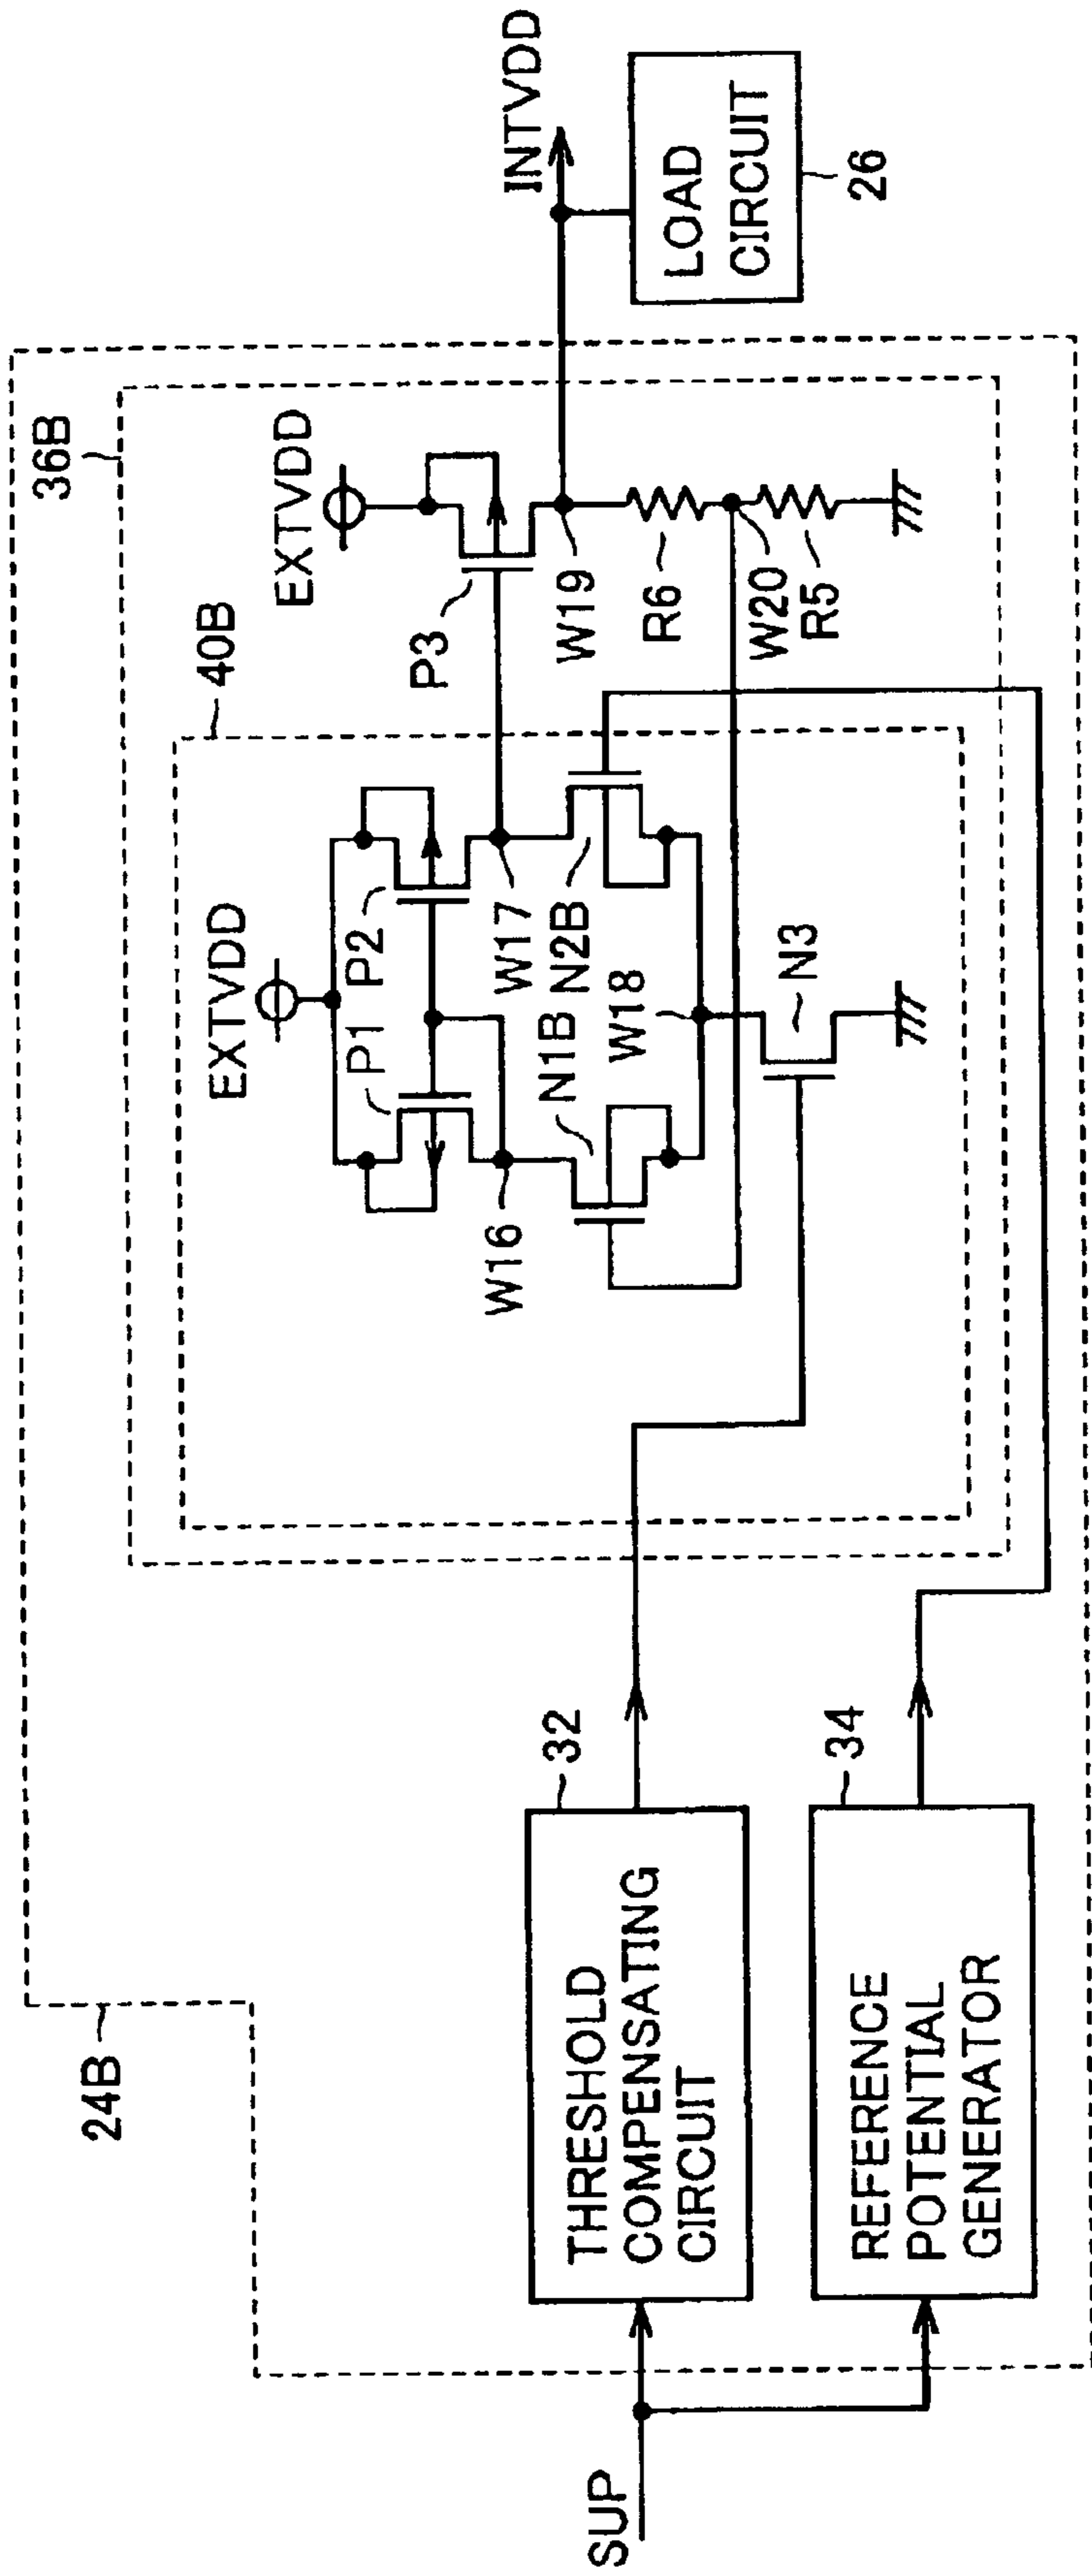 24B
36B
40B
EXTVDD
EXTVDD
P1
P2
P3
W16
W17
N1B
N2B
W18
N3
W19
R6
W20
R5
INTVDD
LOAD
CIRCUIT
26
SUP
THRESHOLD
COMPENSATING
CIRCUIT
32
REFERENCE
POTENTIAL
GENERATOR
34